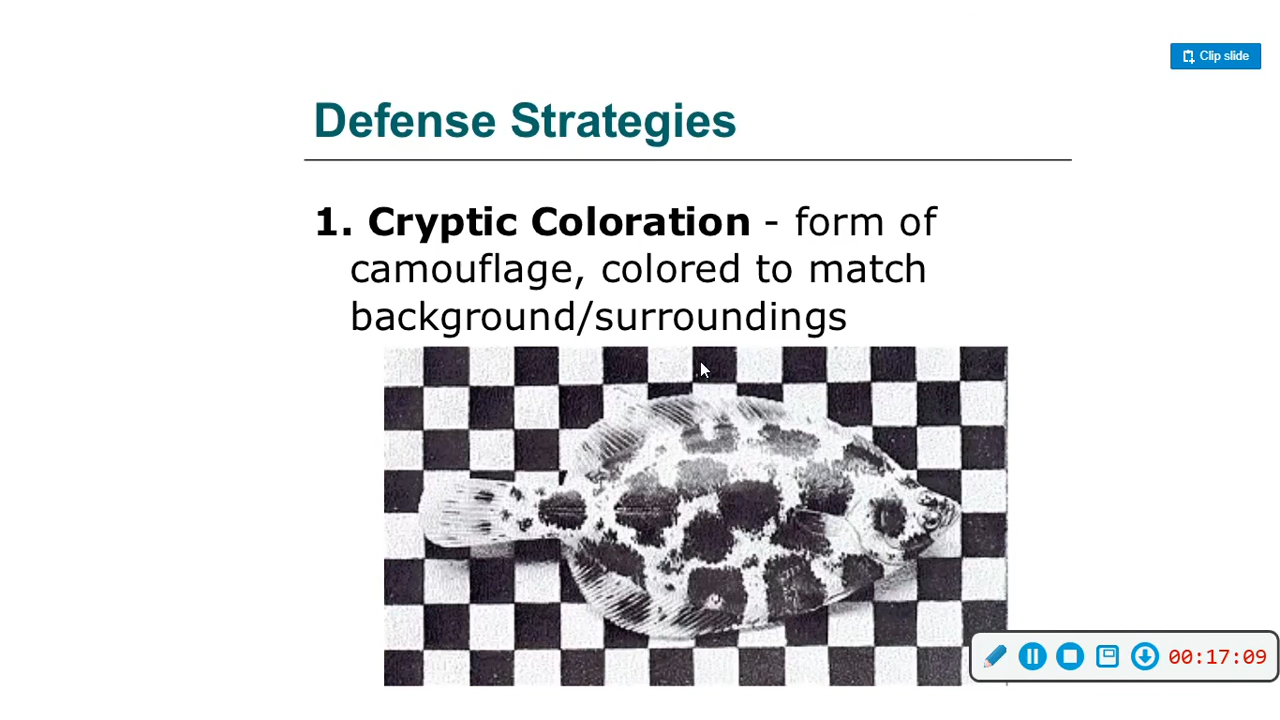 Clip slide
Defense Strategies
1. Cryptic Coloration - form of
camouflage, colored to match
background/surroundings
00:17:09